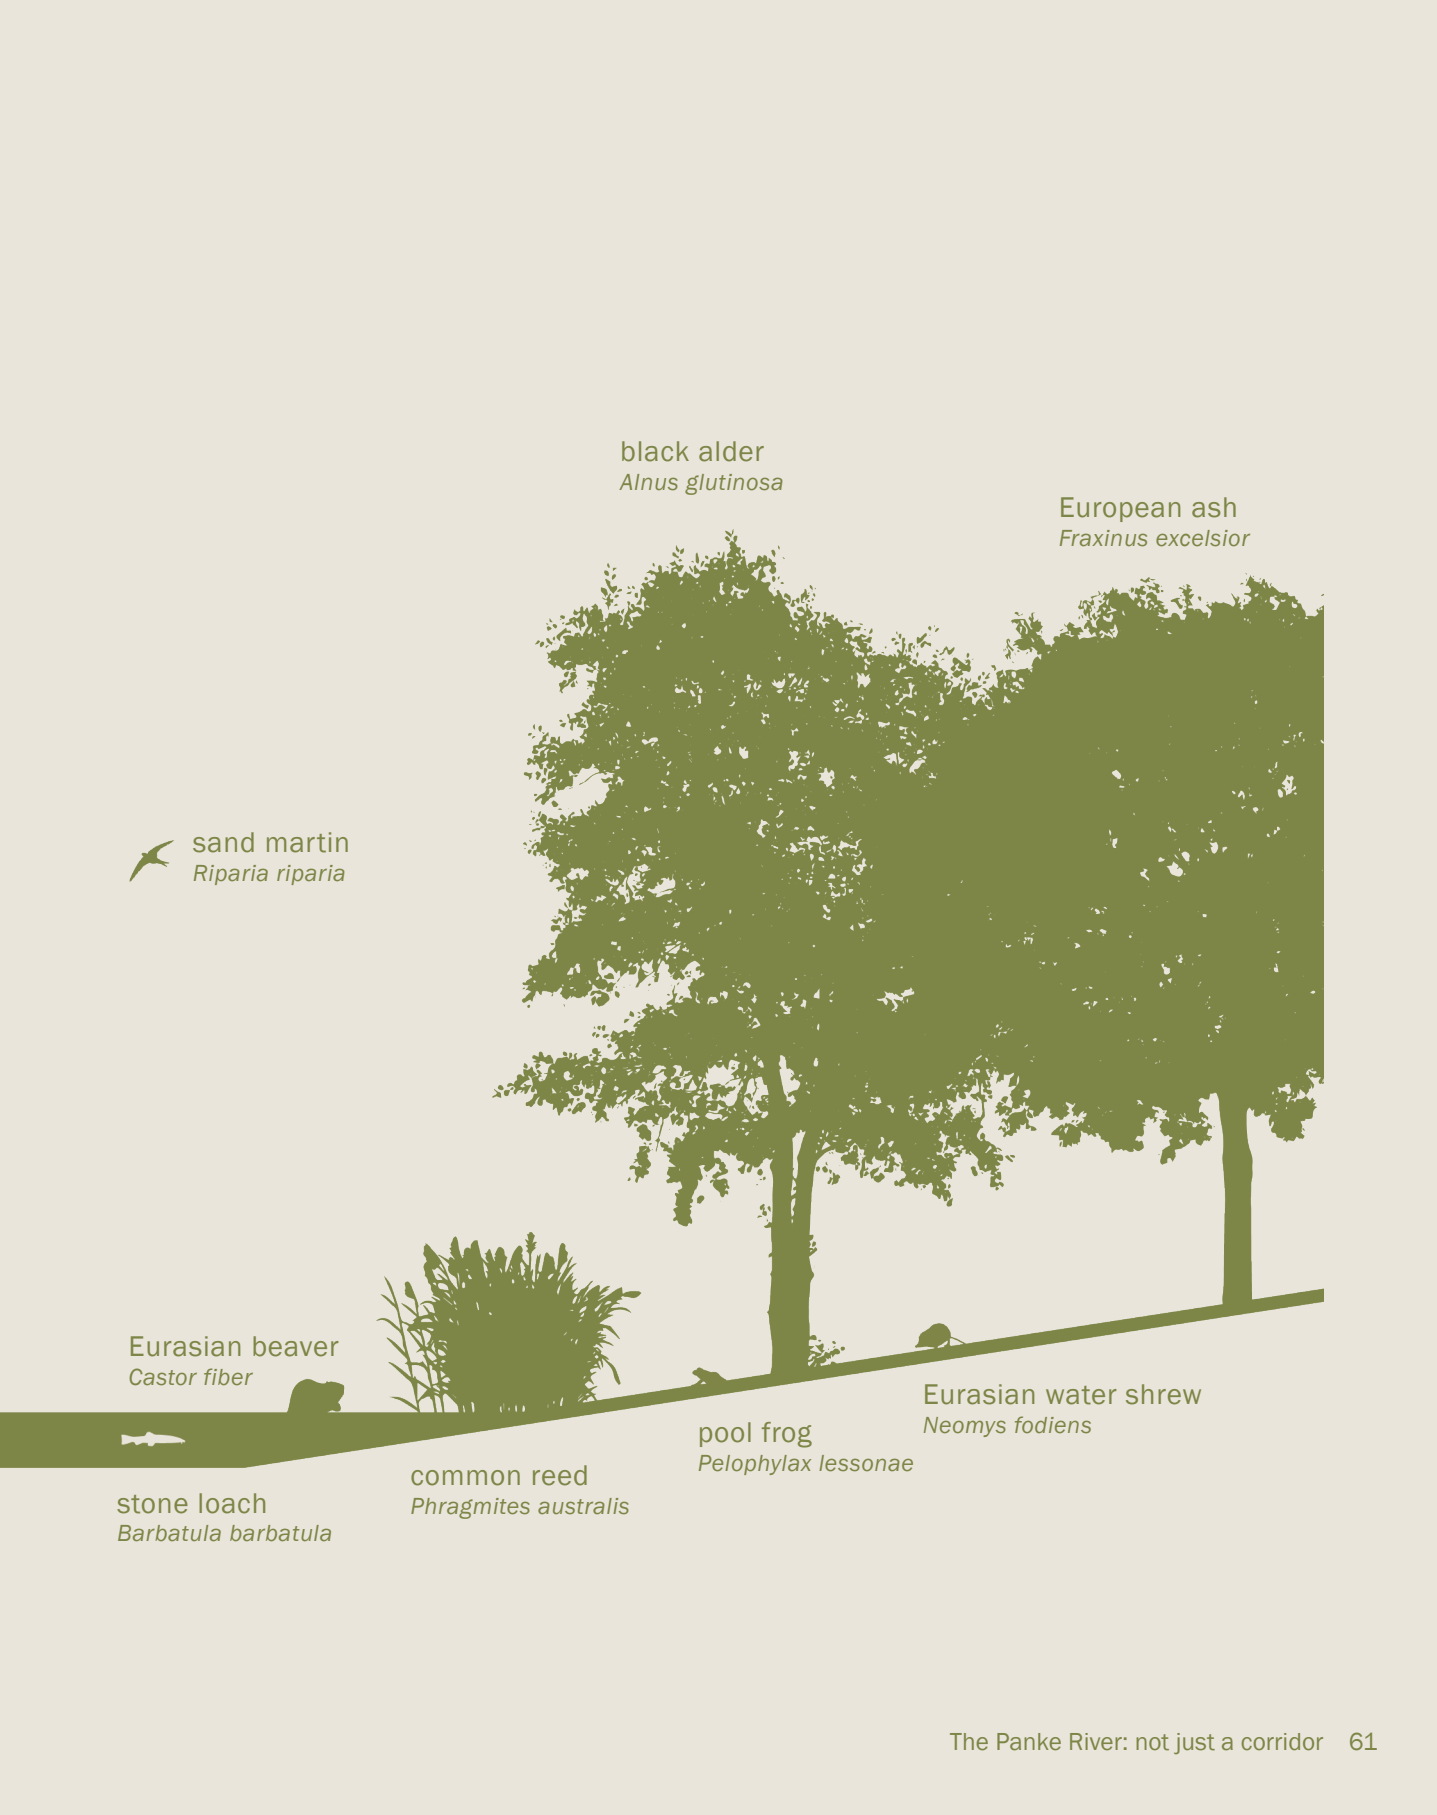 black alder
Alnus glutinosa
European ash
Fraxinus excelsior
sand martin
Riparia riparia
Eurasian beaver
Castor fiber
Eurasian water shrew
Neomys fodiens
pool frog
Pelophylax lessonae
common reed
Phragmites australis
stone loach
Barbatula barbatula
The Panke River: not just a corridor 61